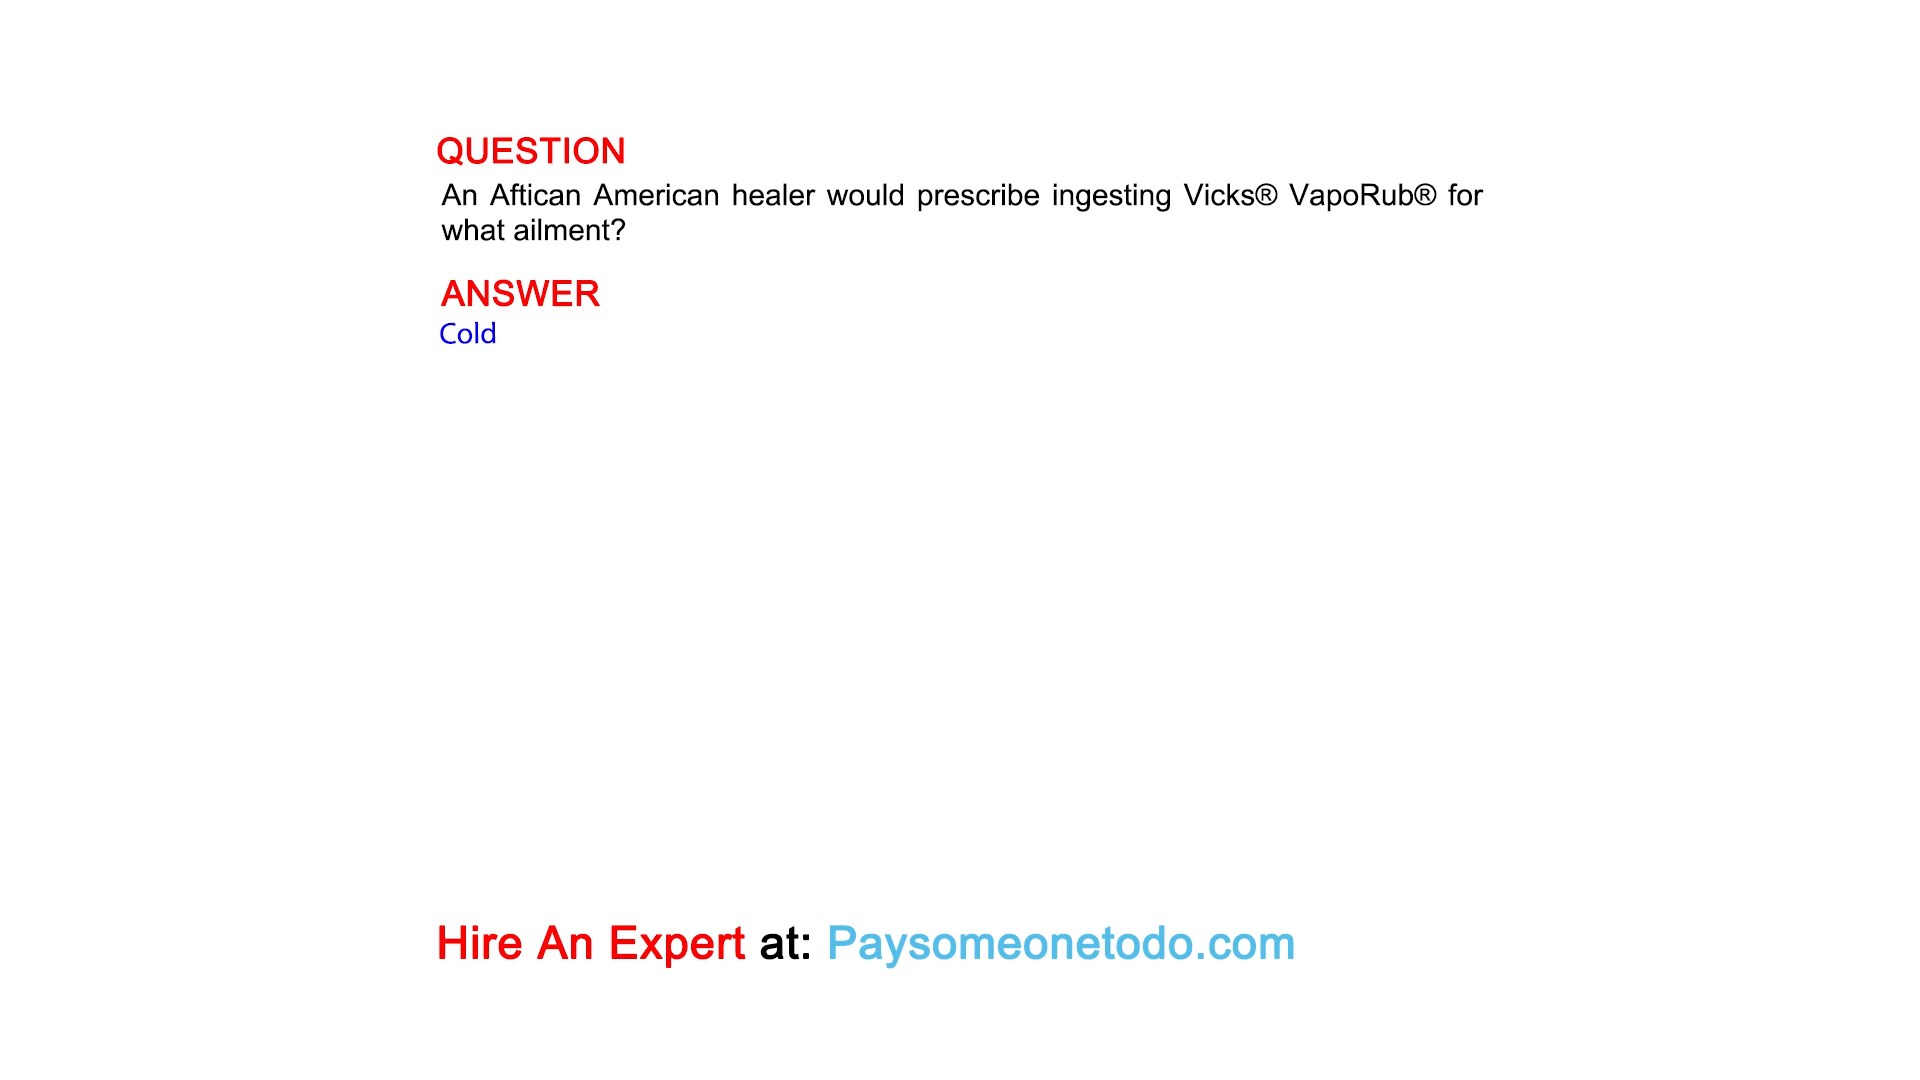 QUESTION
An Aftican American healer would prescribe ingesting Vicks® VapoRub® for
what ailment?
ANSWER
Cold
Hire An Expert at: Paysomeonetodo.com